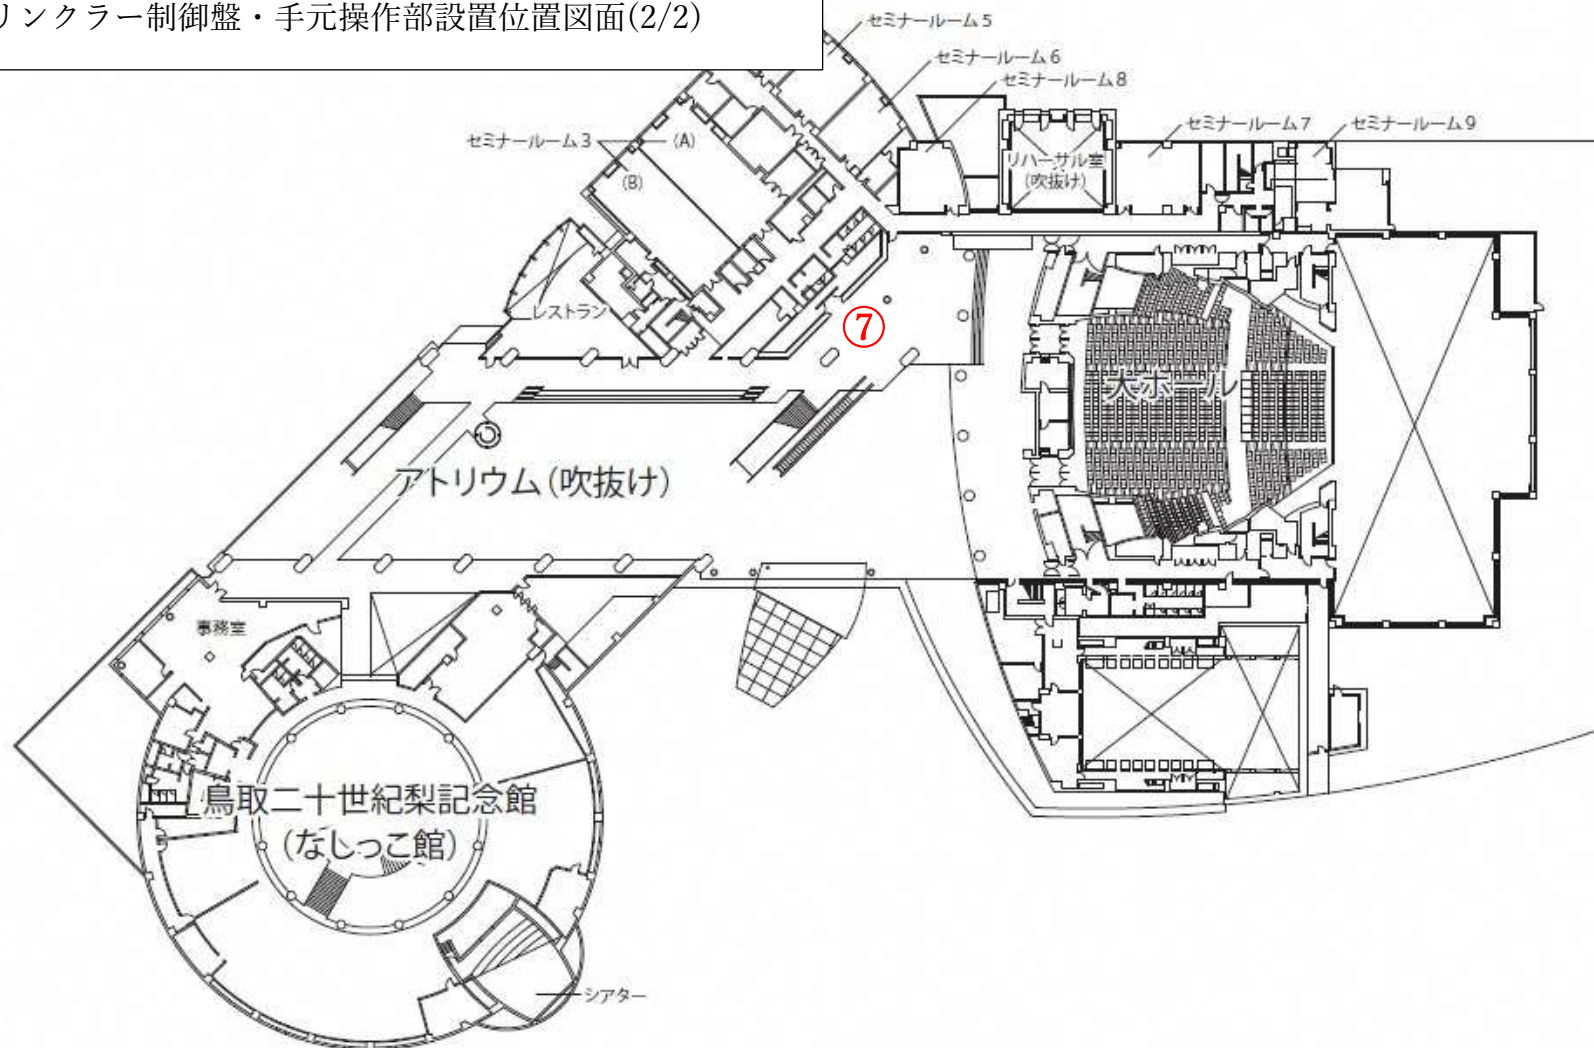 リンクラー制御盤・手元操作部設置位置図面(2/2)
セミナールーム5
セミナールーム6
セミナールーム8
セミナールーム3
(A)
(B)
リハーサル室
(吹抜け)
セミナールーム7
セミナールーム9
レストラン
⑦
大ホール
アトリウム(吹抜け)
事務室
鳥取二十世紀梨記念館
(なしっこ館)
シアター